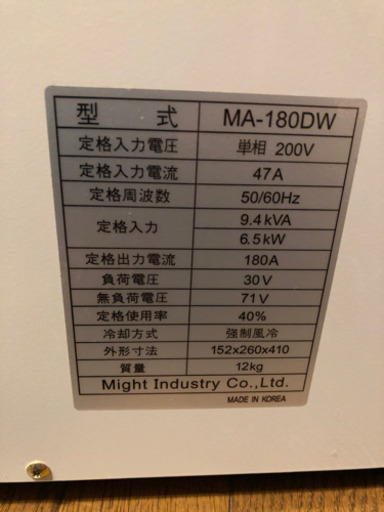 型 式 MA-180DW
定格入力電圧 単相 200V
定格入力電流 47A
定格周波数 50/60Hz
定格入力 9.4kVA
6.5kW
定格出力電流 180A
負荷電圧 30V
無負荷電圧 71V
定格使用率 40%
冷却方式 強制風冷
外形寸法 152x260x410
質量 12kg
Might Industry Co.,Ltd.
MADE IN KOREA